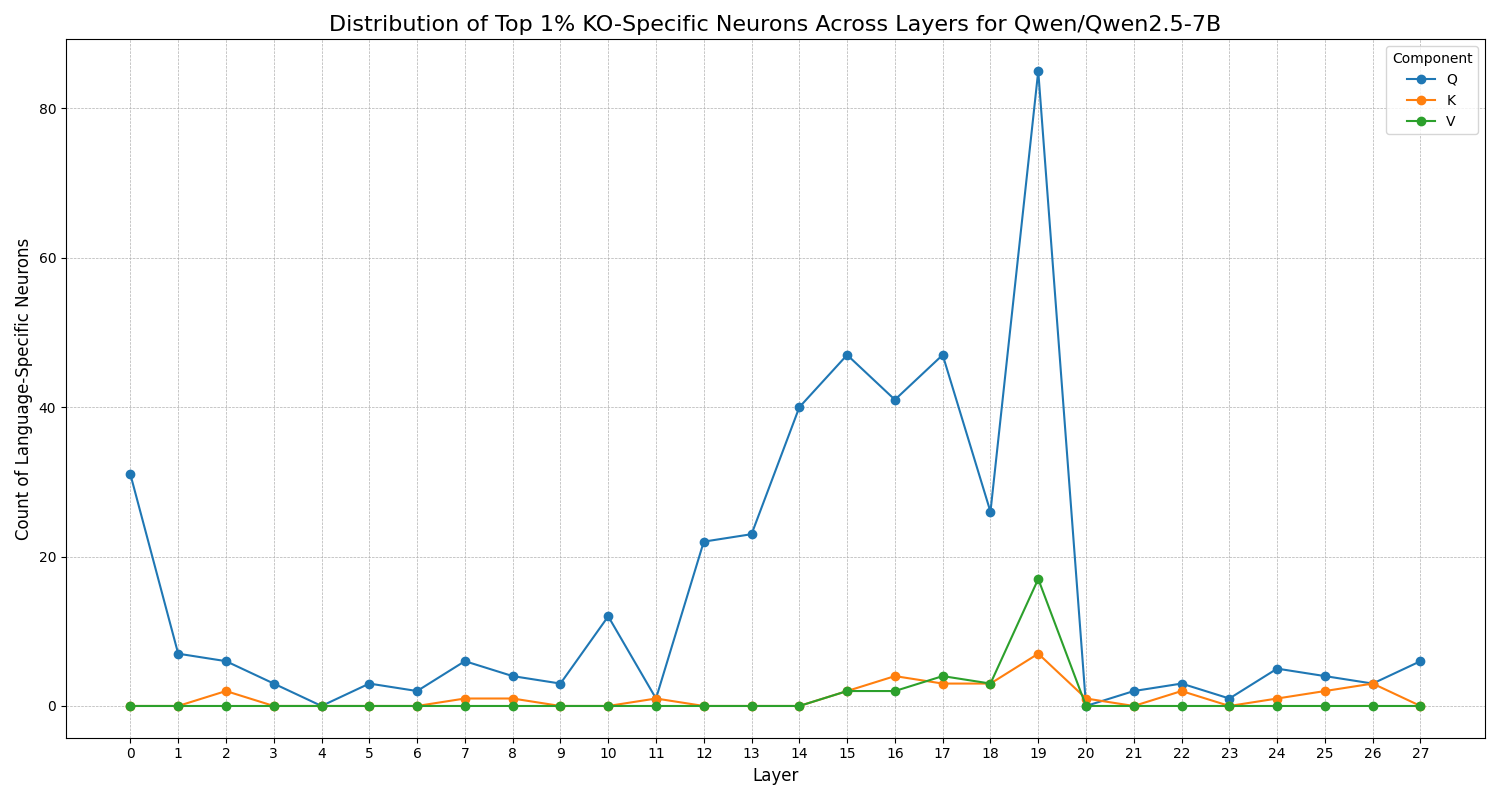 Distribution of Top 1% KO-Specific Neurons Across Layers for Qwen/Qwen2.5-7B
Component
Q
K
V
Count of Language-Specific Neurons
80
60
40
20
0
0 1 2 3 4 5 6 7 8 9 10 11 12 13 14 15 16 17 18 19 20 21 22 23 24 25 26 27
Layer